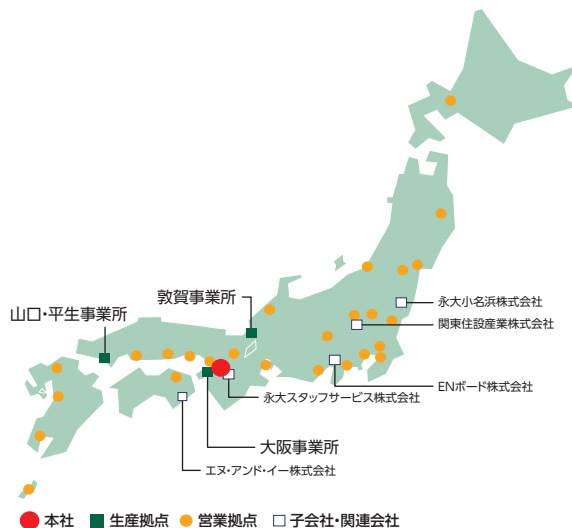 敦賀事業所
山口・平生事業所
永大小名浜株式会社
関東住設産業株式会社
ENボード株式会社
永大スタッフサービス株式会社
大阪事業所
エヌ・アンド・イー株式会社
本社 生産拠点 営業拠点 子会社・関連会社